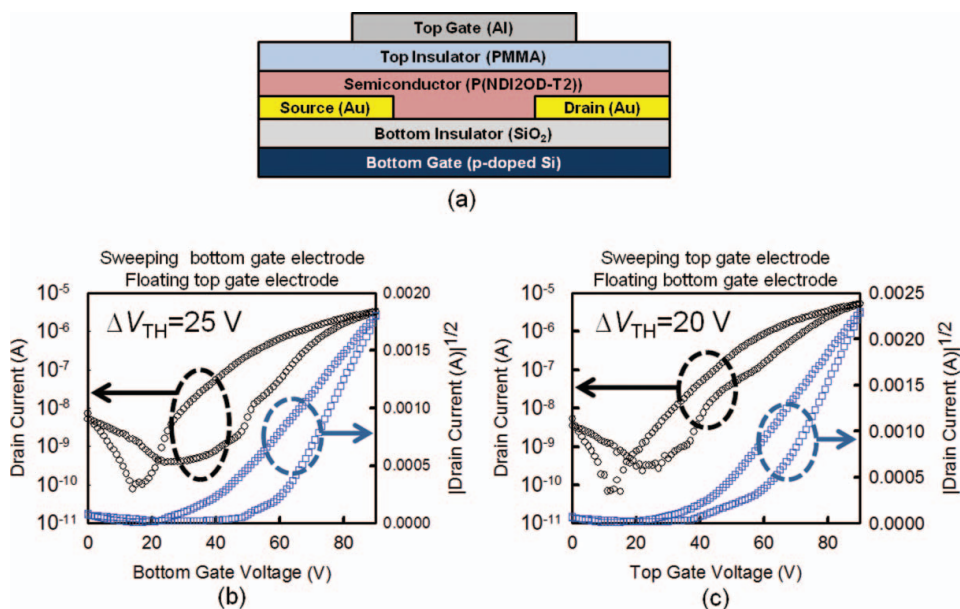 Top Gate (Al)
Top Insulator (PMMA)
Semiconductor (P(NDI2OD-T2))
Source (Au)
Drain (Au)
Bottom Insulator (SiO₂)
Bottom Gate (p-doped Si)
(a)
Sweeping bottom gate electrode
Floating top gate electrode
ΔV_TH=25 V
Drain Current (A)
10⁻⁵
10⁻⁶
10⁻⁷
10⁻⁸
10⁻⁹
10⁻¹⁰
10⁻¹¹
0.0020
0.0015
0.0010
0.0005
0.0000
|Drain Current (A)|^1/2
0 20 40 60 80
Bottom Gate Voltage (V)
(b)
Sweeping top gate electrode
Floating bottom gate electrode
ΔV_TH=20 V
Drain Current (A)
10⁻⁵
10⁻⁶
10⁻⁷
10⁻⁸
10⁻⁹
10⁻¹⁰
10⁻¹¹
0.0025
0.0020
0.0015
0.0010
0.0005
0.0000
|Drain Current (A)|^1/2
0 20 40 60 80
Top Gate Voltage (V)
(c)